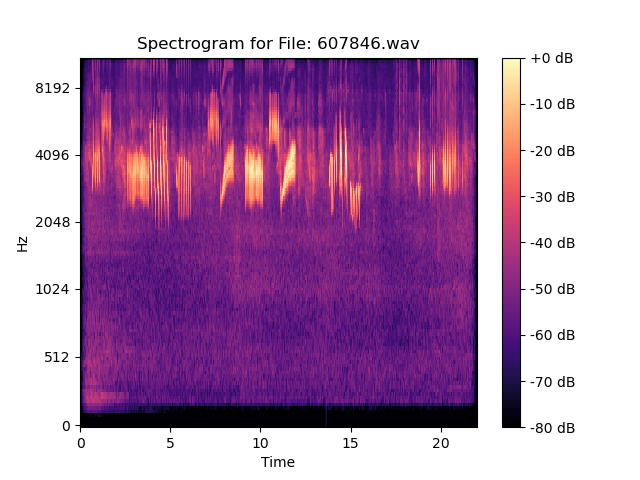 Spectrogram for File: 607846.wav
8192
4096
2048
1024
512
0
Hz
0 5 10 15 20
Time
+0 dB
-10 dB
-20 dB
-30 dB
-40 dB
-50 dB
-60 dB
-70 dB
-80 dB